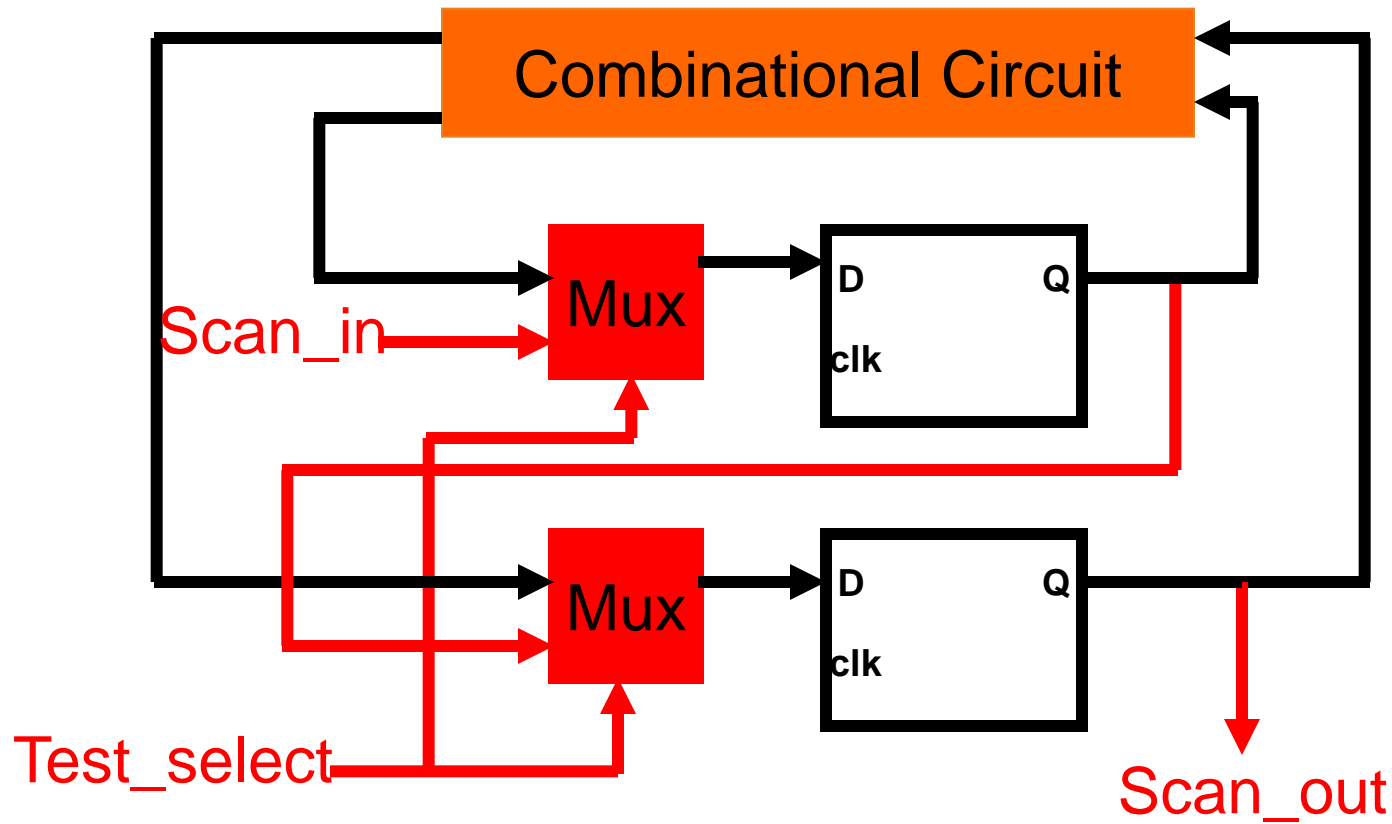 Combinational Circuit
Mux
D
Q
Scan_in
clk
Mux
D
Q
clk
Test_select
Scan_out